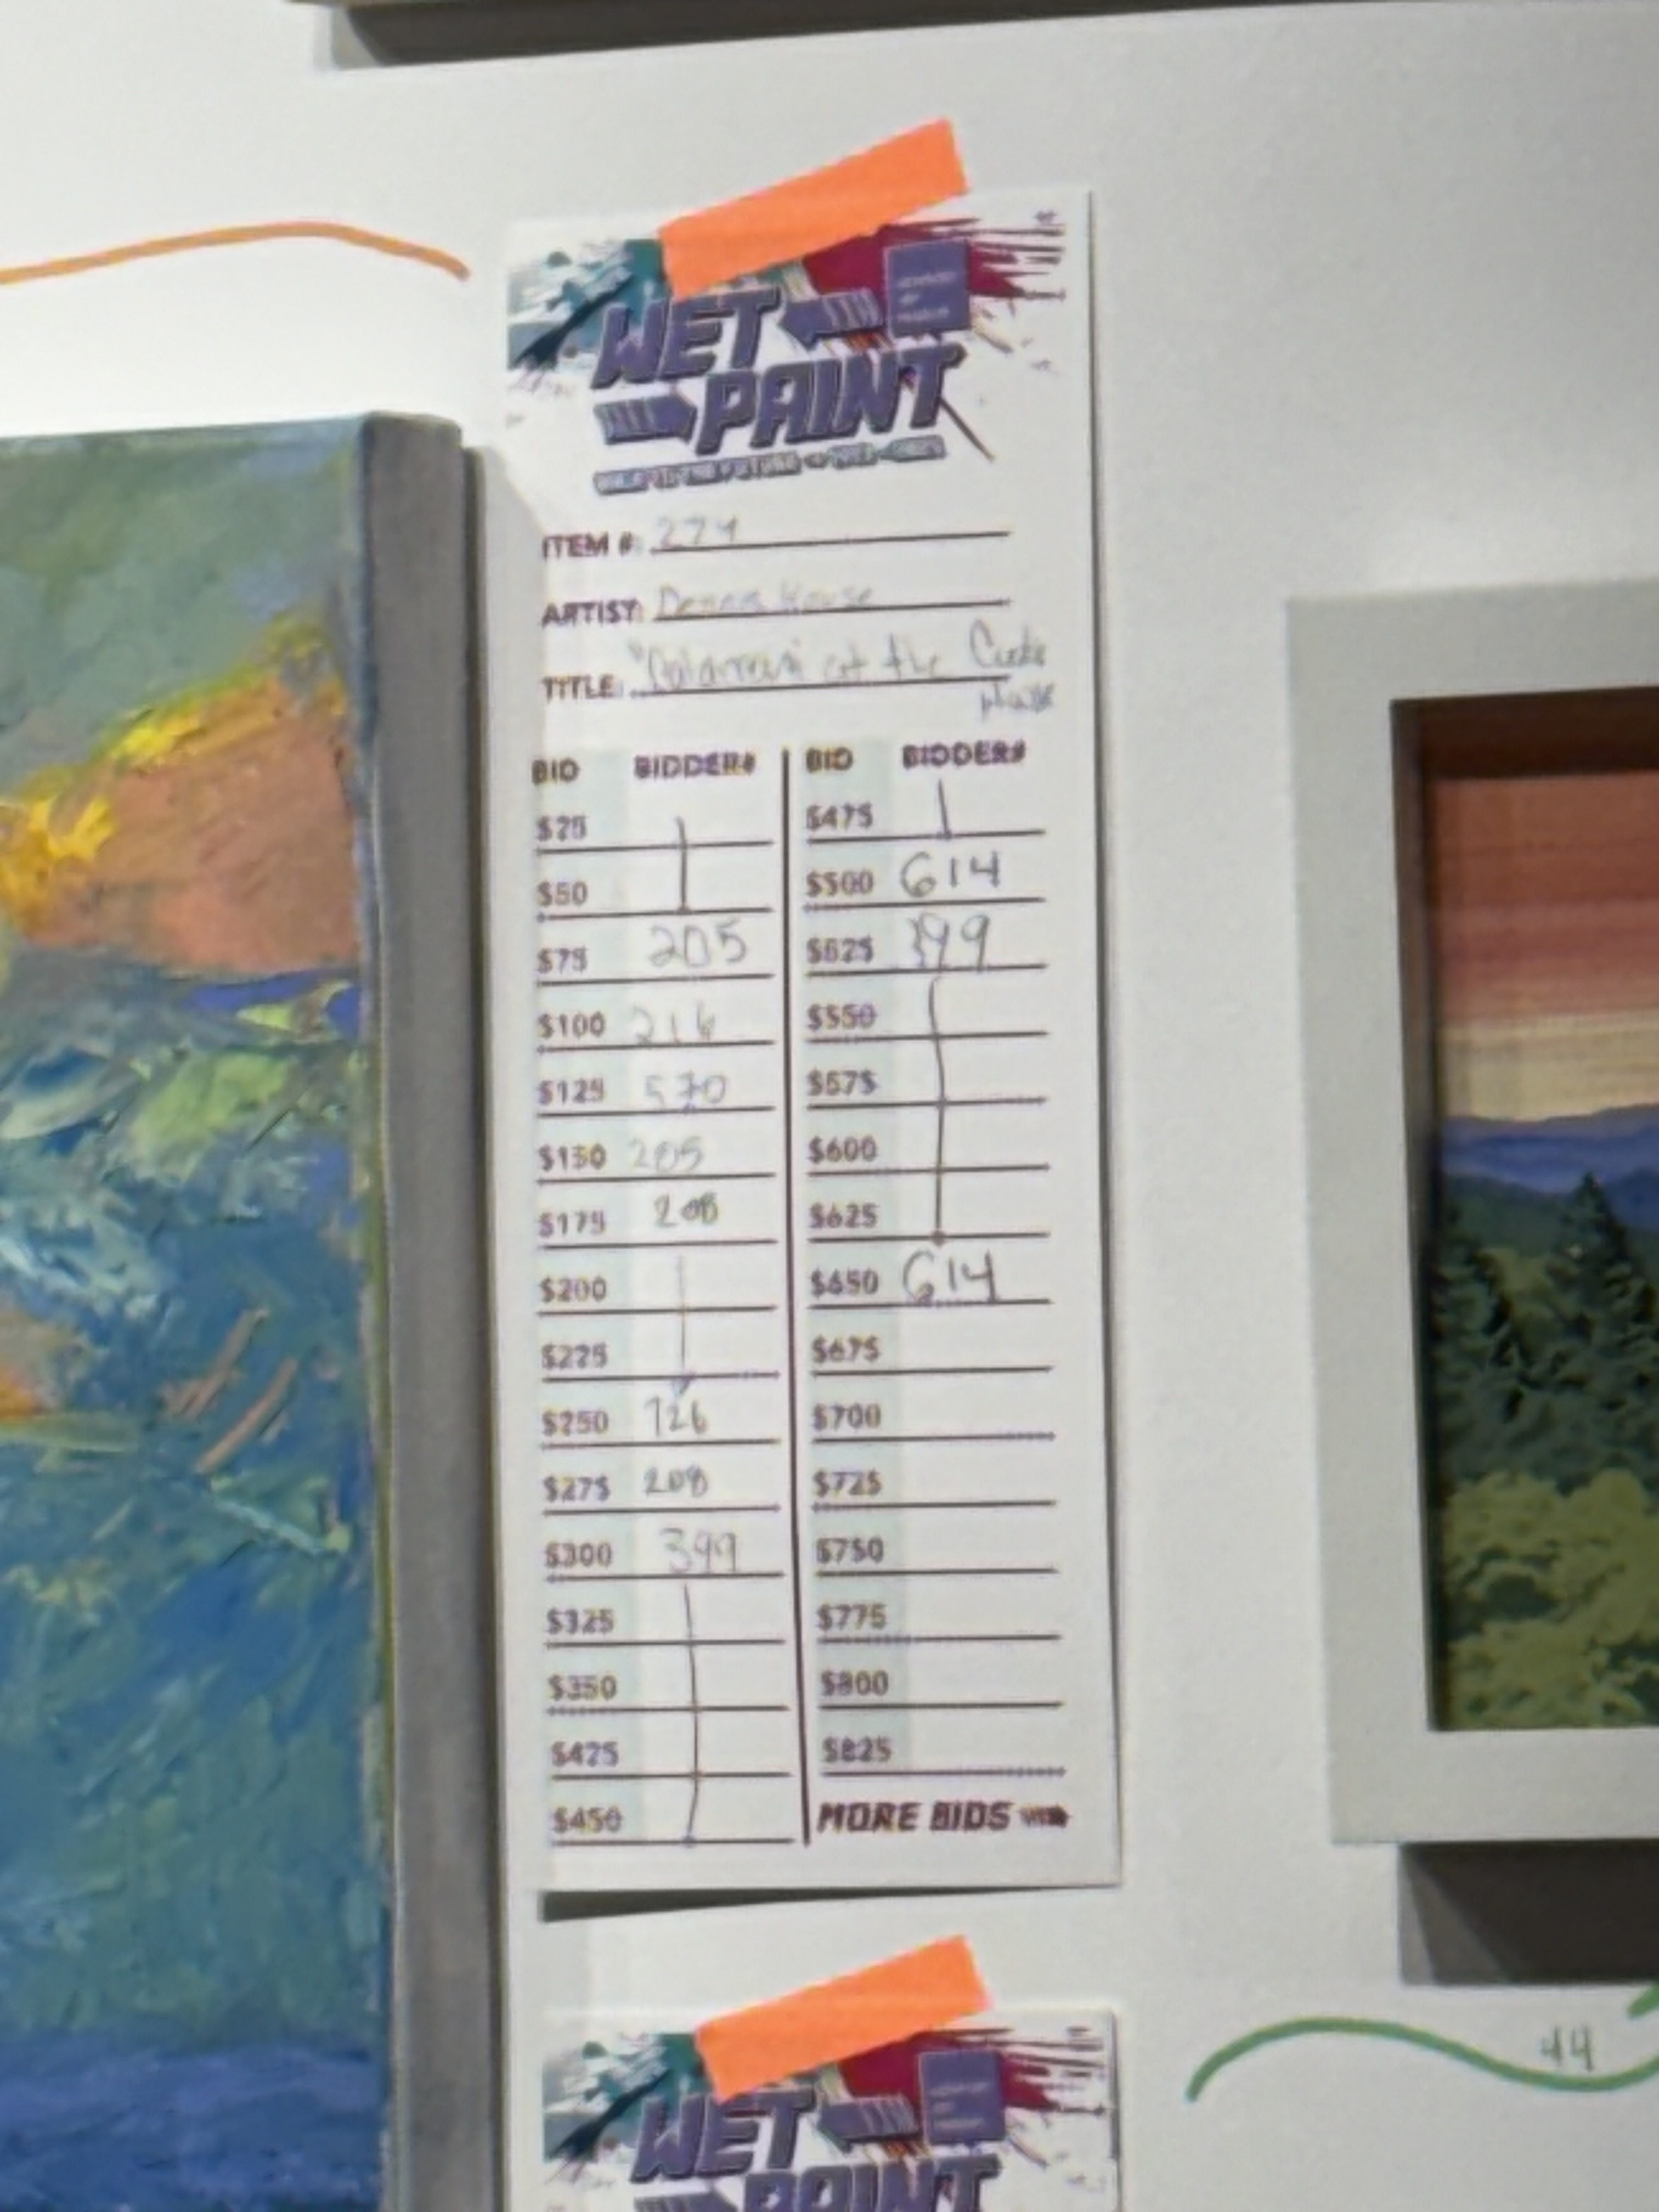 WET
PAINT
ITEM # 274
ARTIST: Dennis House
TITLE: at the
BID BIDDER# BID BIDDER#
$25 $475
$50 $500 614
$75 205 $525 399
$100 216 $550
$125 570 $575
$150 205 $600
$175 208 $625
$200 $650 614
$225 $675
$250 726 $700
$275 208 $725
$300 399 $750
$325 $775
$350 $800
$425 $825
$450 MORE BIDS
44
WET
PAINT